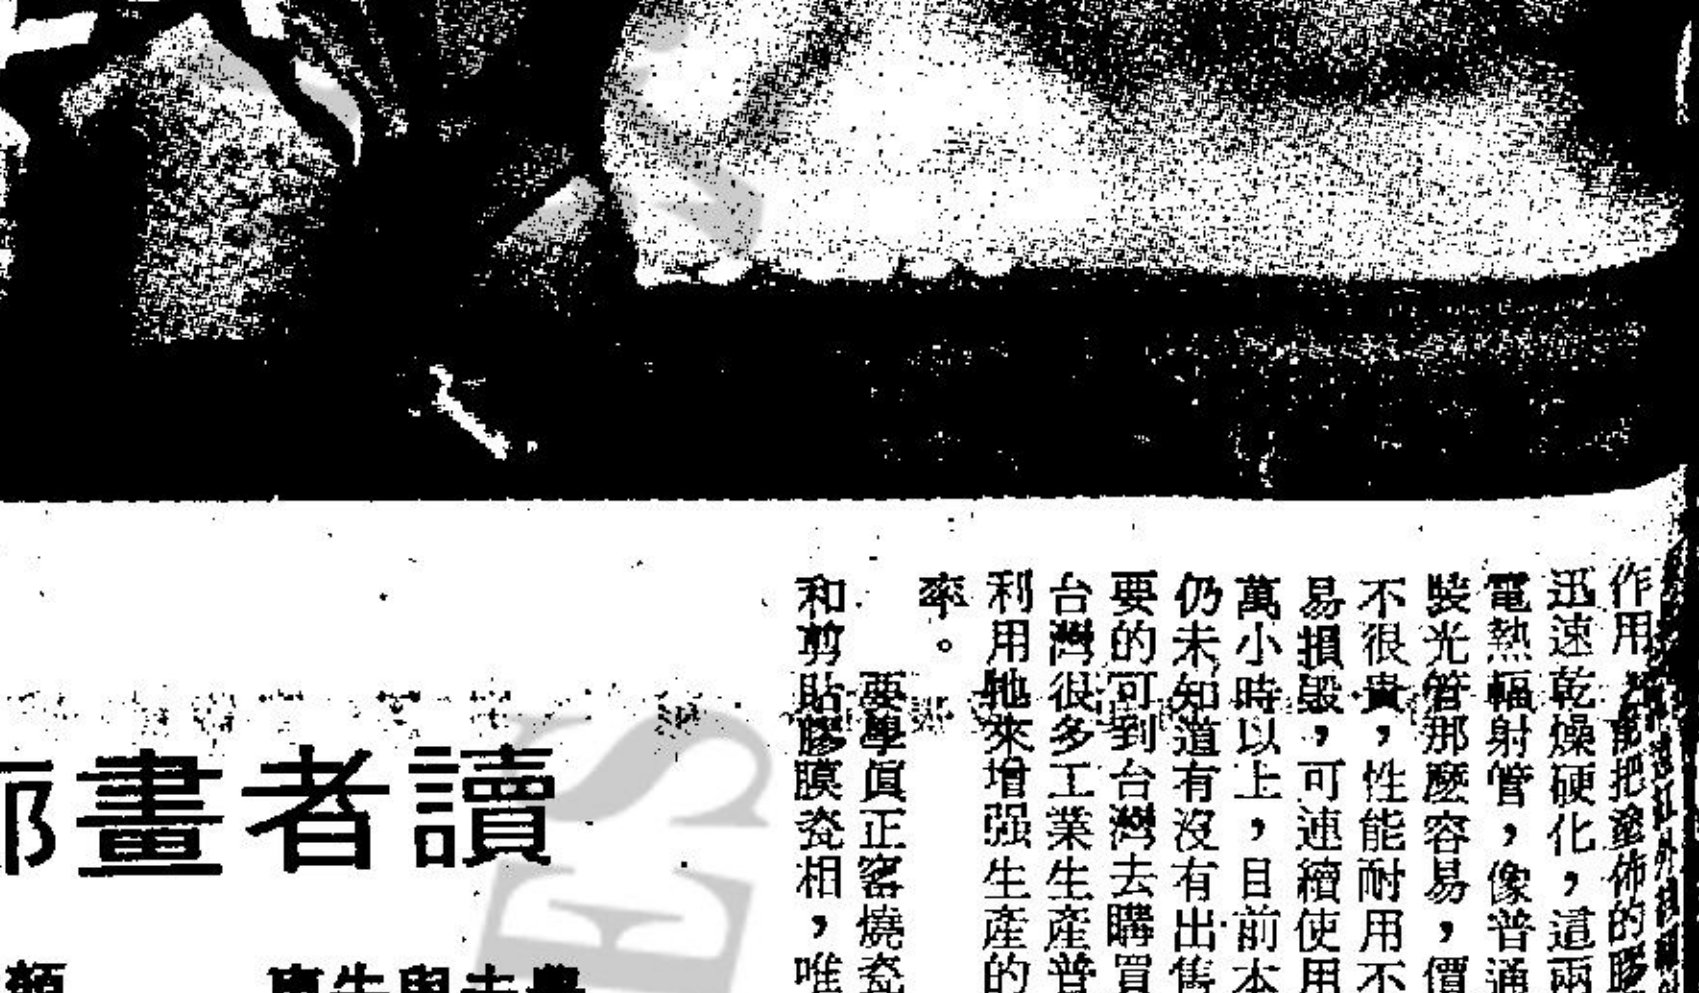 作用，才能把塗佈的膠
迅速乾燥硬化，這兩
電熱輻射管，像普通
裝光管那麼容易，價
不很貴，性能耐用不
易損毀，可連續使用
萬小時以上，目前本
仍未知道有沒有出售
要的可到台灣去購買
台灣很多工業生產普
利用牠來增强生產的
率。
要學眞正窰燒瓷
和剪貼膠膜瓷相，唯
讀者畫
ES